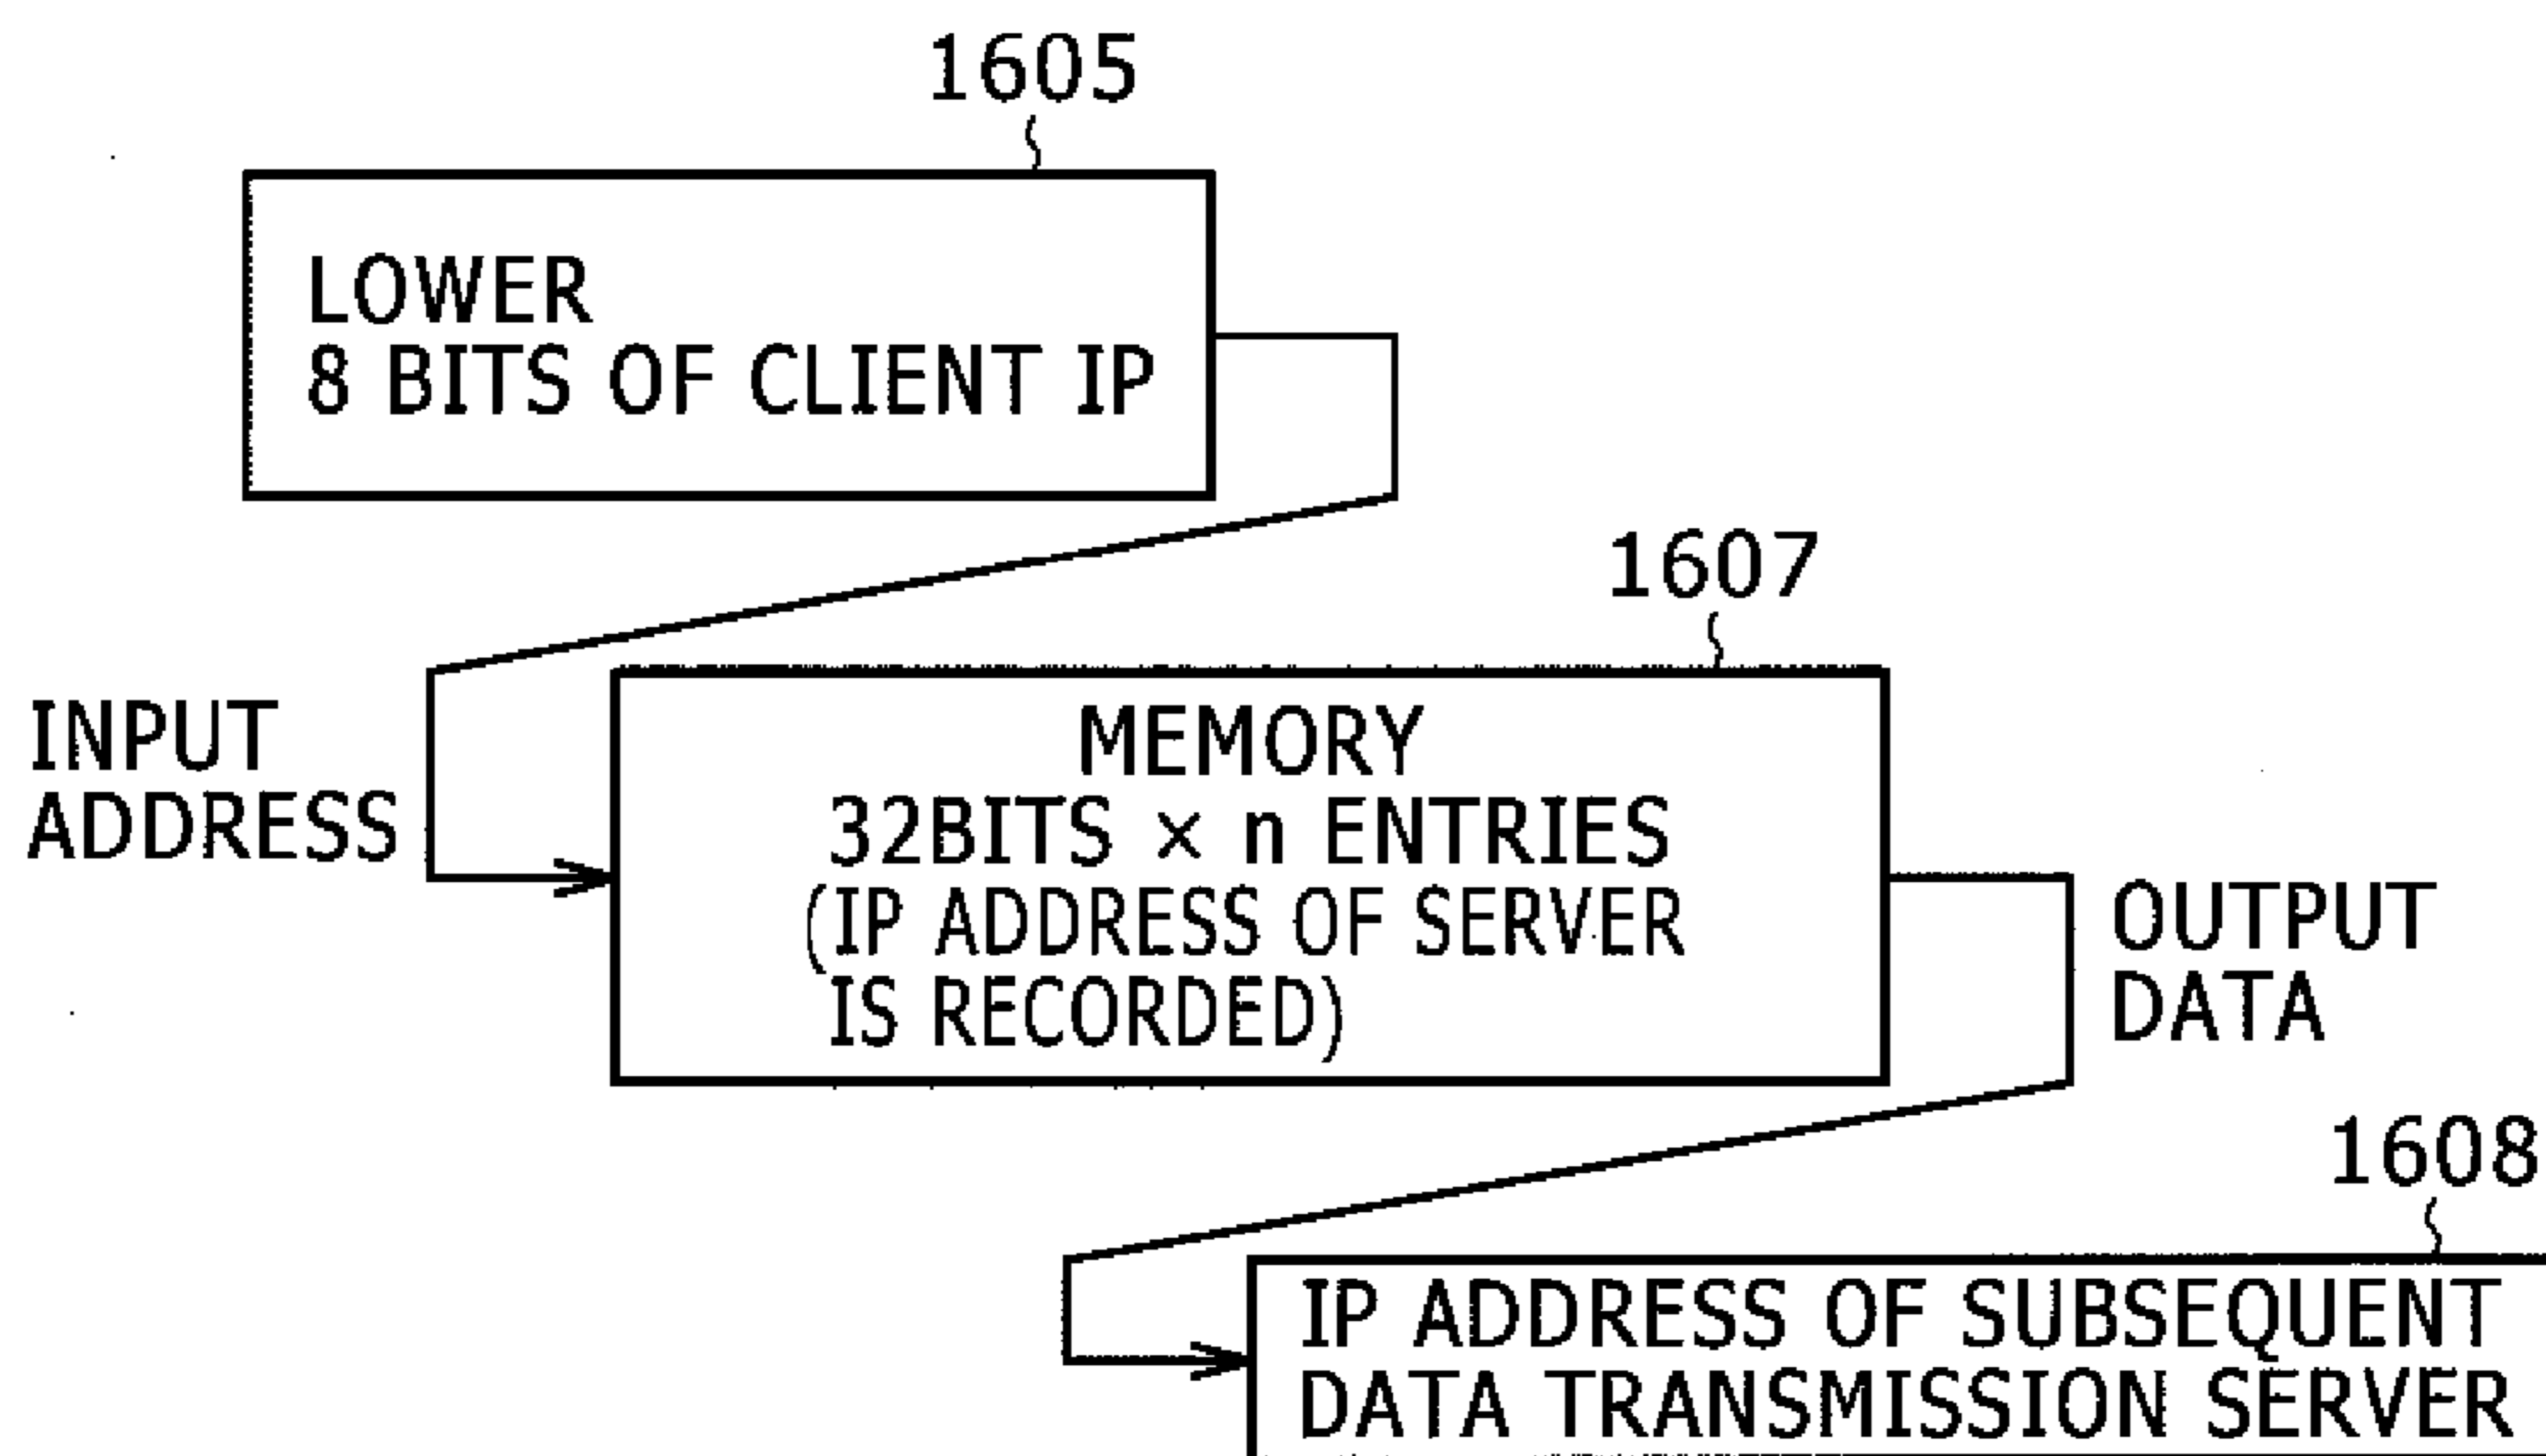 1605
LOWER
8 BITS OF CLIENT IP
1607
INPUT
ADDRESS
MEMORY
32BITS × n ENTRIES
(IP ADDRESS OF SERVER
IS RECORDED)
OUTPUT
DATA
1608
IP ADDRESS OF SUBSEQUENT
DATA TRANSMISSION SERVER